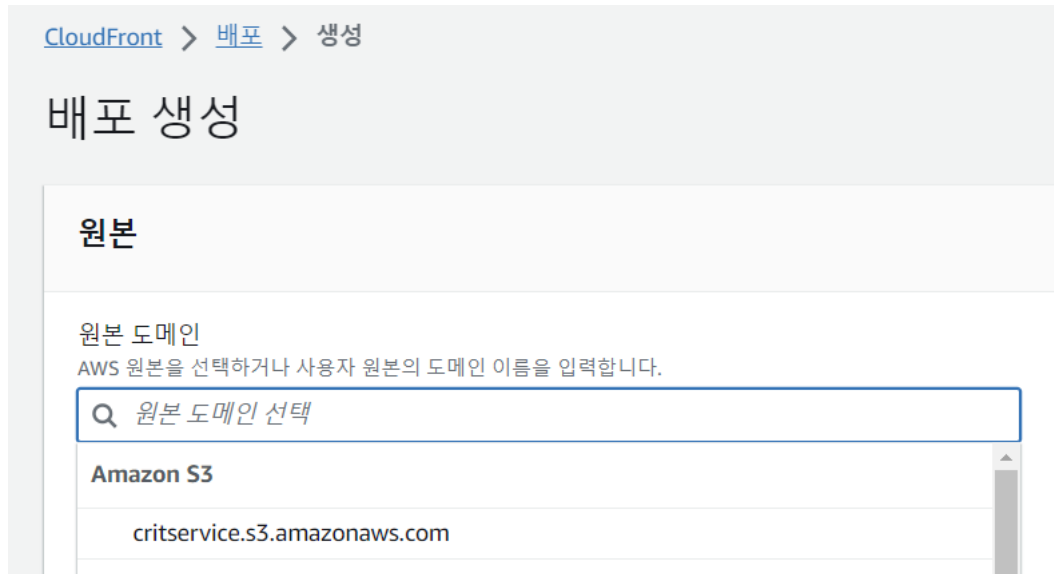 CloudFront > 배포 > 생성
배포 생성
원본
원본 도메인
AWS 원본을 선택하거나 사용자 원본의 도메인 이름을 입력합니다.
원본 도메인 선택
Amazon S3
critservice.s3.amazonaws.com